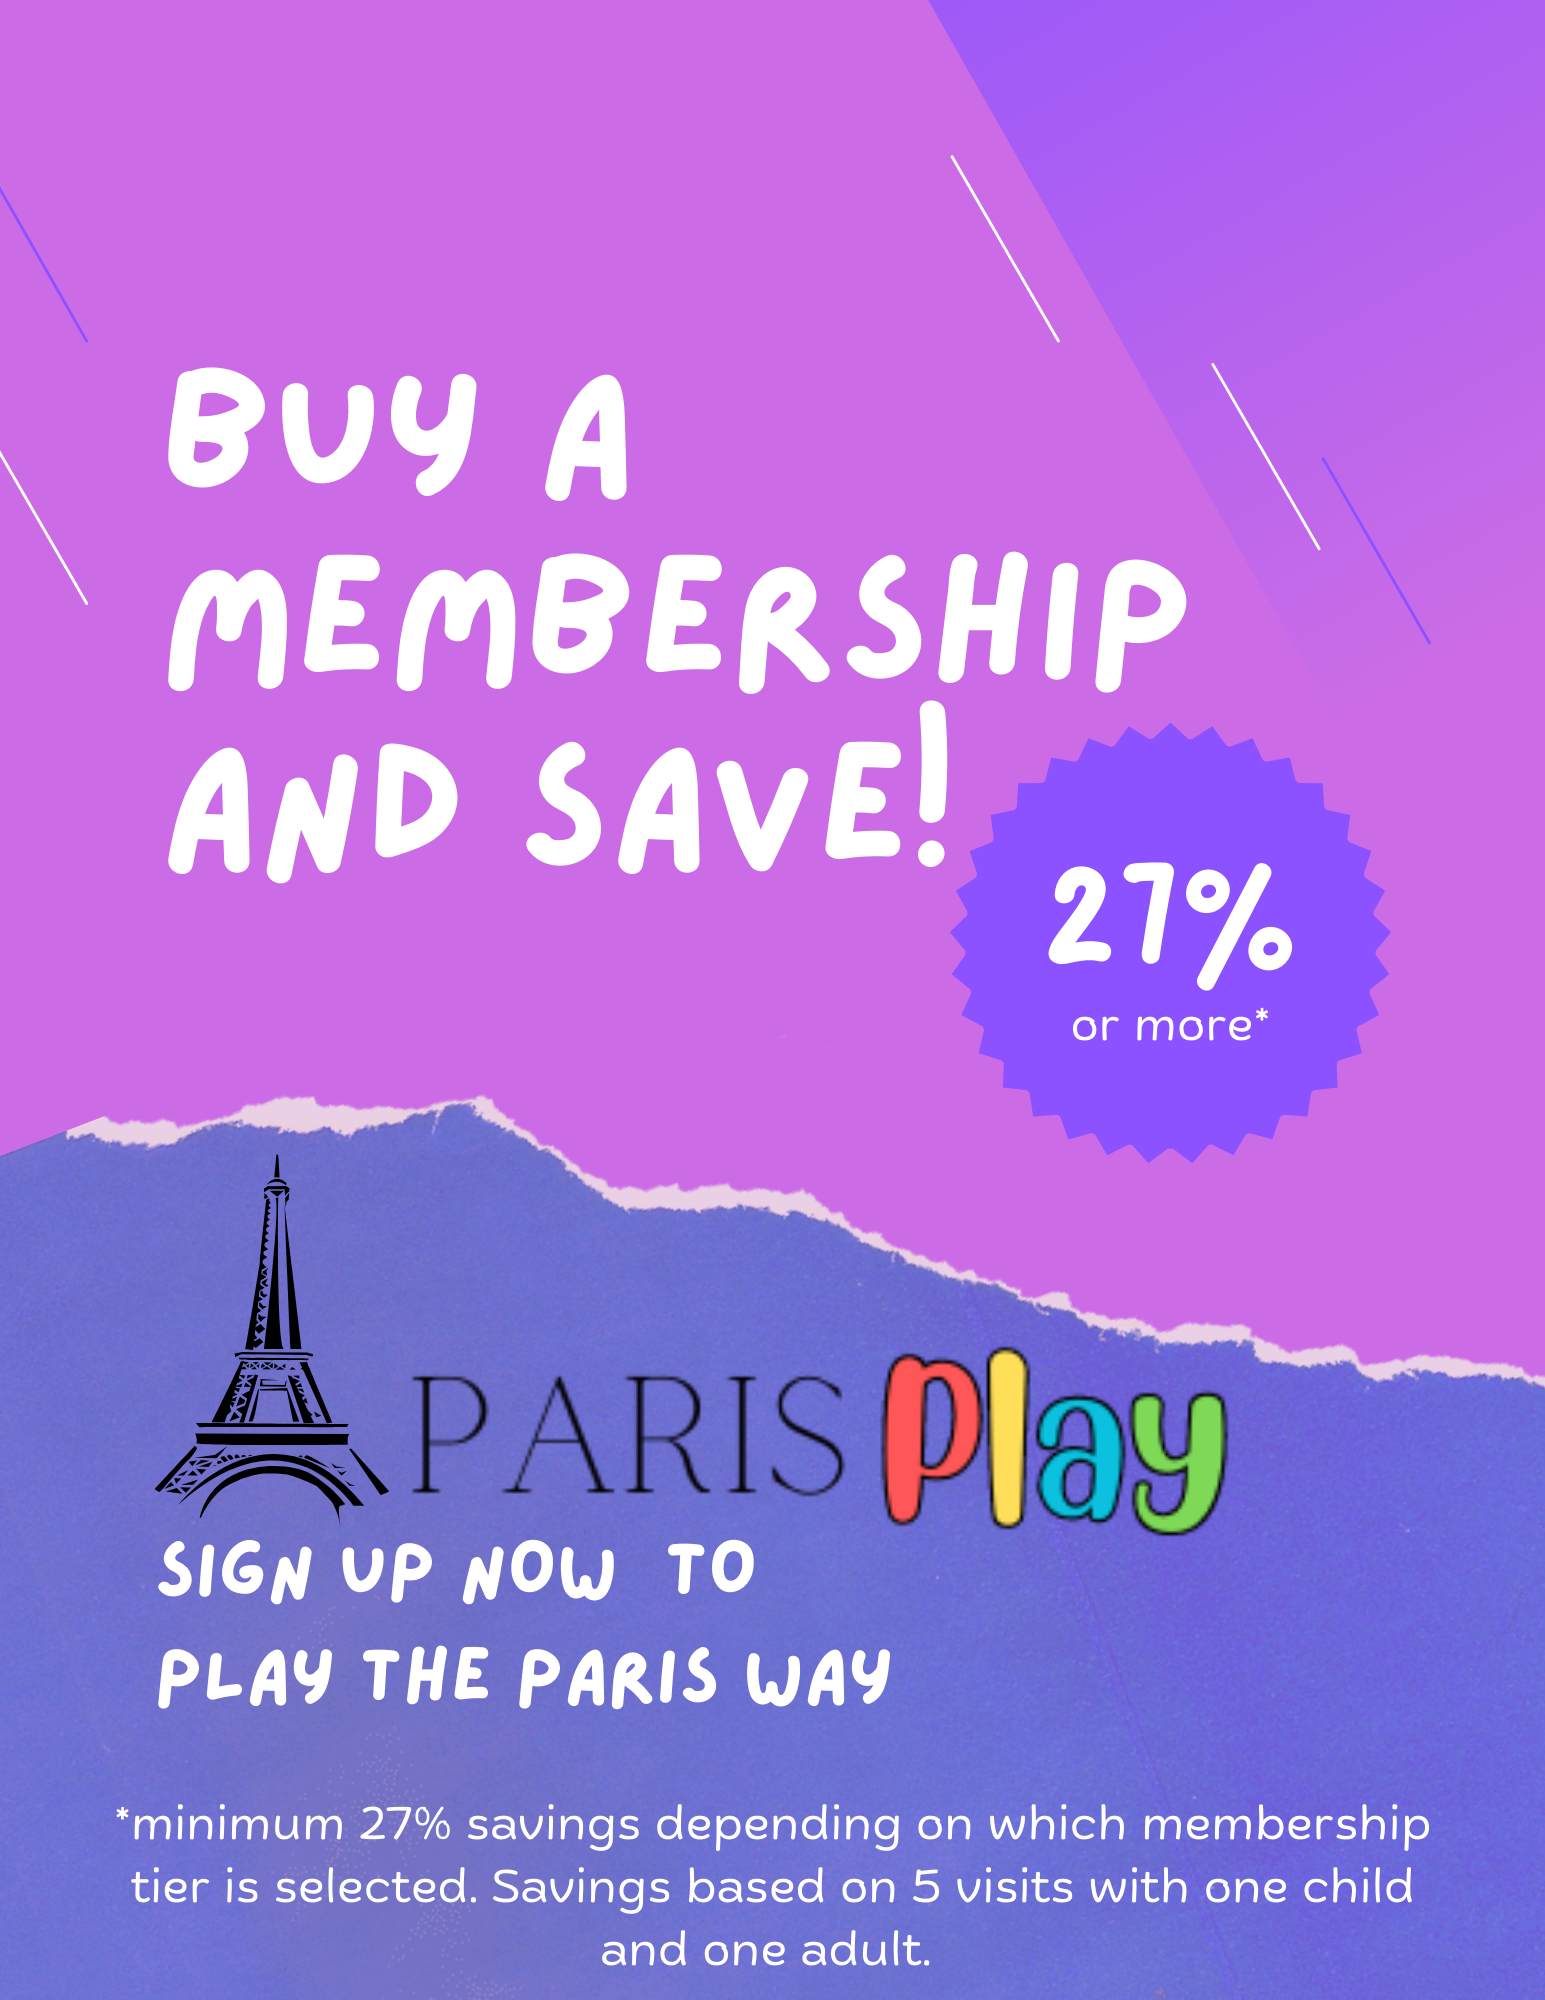 BUY A
MEMBERSHIP
AND SAVE!
27%
or more*
PARIS Play
SIGN UP NOW TO
PLAY THE PARIS WAY
*minimum 27% savings depending on which membership
tier is selected. Savings based on 5 visits with one child
and one adult.